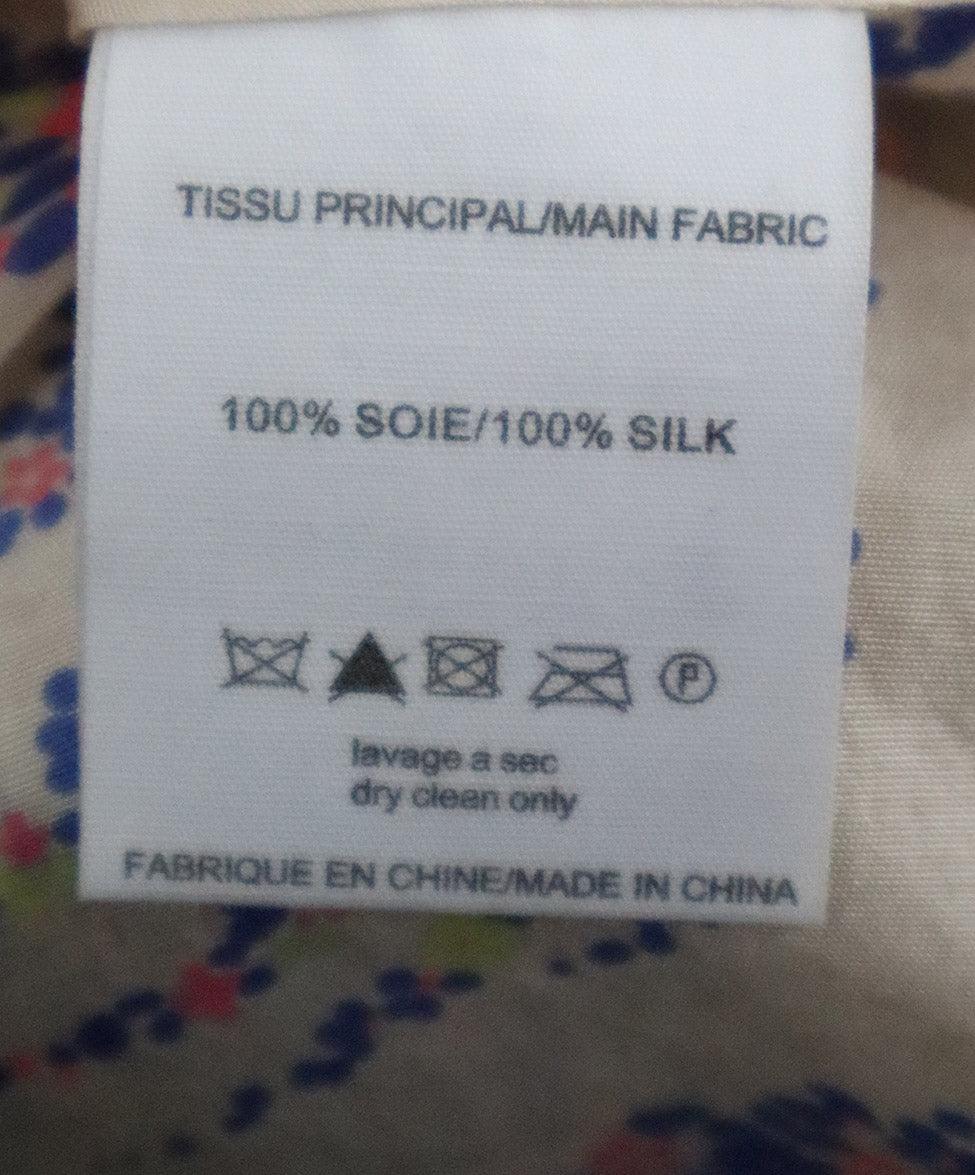 TISSU PRINCIPAL/MAIN FABRIC
100% SOIE/100% SILK
P
lavage a sec
dry clean only
FABRIQUE EN CHINE/MADE IN CHINA